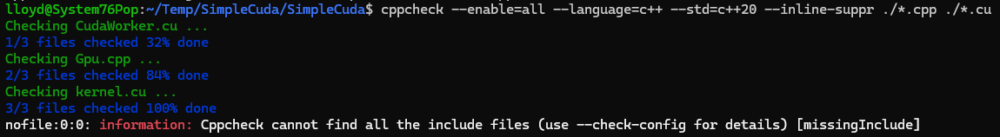 lloyd@System76Pop:~/Temp/SimpleCuda/SimpleCuda$ cppcheck --enable=all --language=c++ --std=c++20 --inline-suppr ./*.cpp ./*.cu
Checking CudaWorker.cu ...
1/3 files checked 32% done
Checking Gpu.cpp ...
2/3 files checked 84% done
Checking kernel.cu ...
3/3 files checked 100% done
nofile:0:0: information: Cppcheck cannot find all the include files (use --check-config for details) [missingInclude]